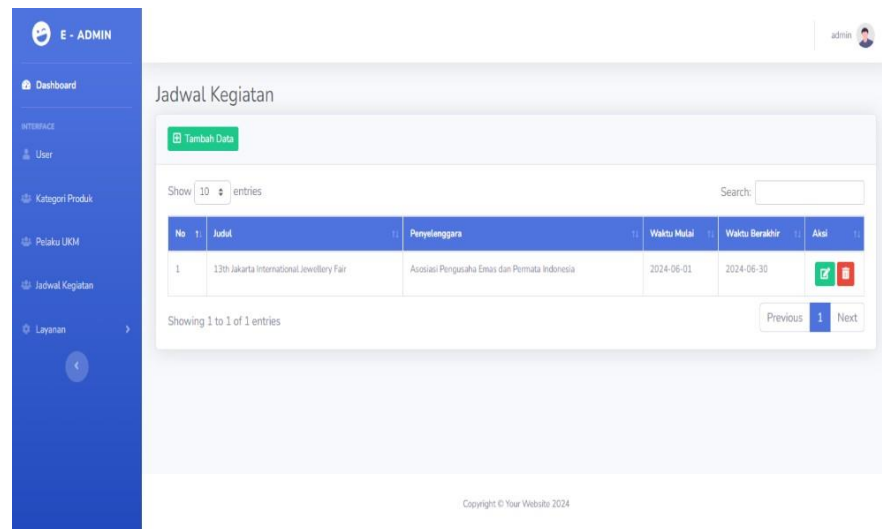 E - ADMIN
admin
Dashboard
INTERFACE
User
Kategori Produk
Pelaku UKM
Jadwal Kegiatan
Layanan
Jadwal Kegiatan
Tambah Data
Show 10 entries
Search:
No Judul Penyelenggara Waktu Mulai Waktu Berakhir Aksi
1 13th Jakarta International Jewellery Fair Asosiasi Pengusaha Emas dan Permata Indonesia 2024-06-01 2024-06-30
Showing 1 to 1 of 1 entries
Previous 1 Next
Copyright © Your Website 2024